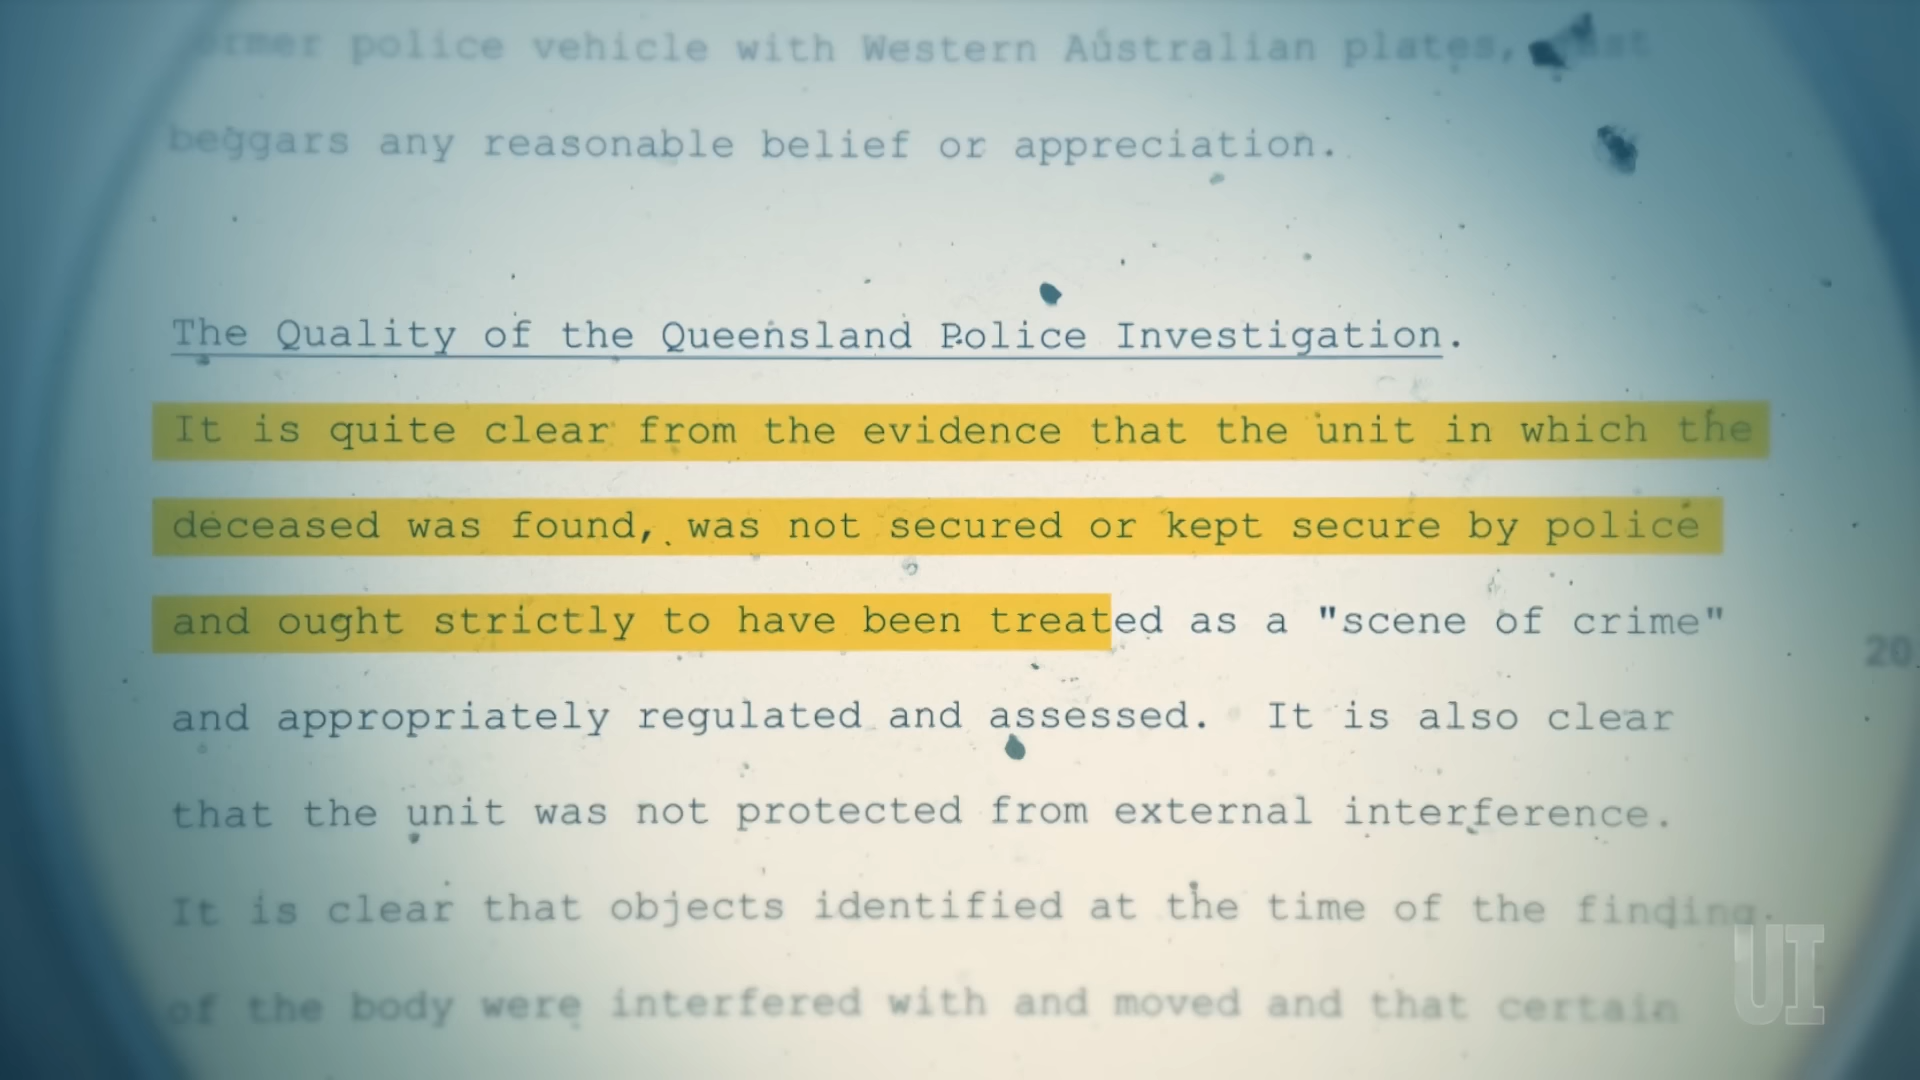 former police vehicle with Western Australian plates, just
beggars any reasonable belief or appreciation.
The Quality of the Queensland Police Investigation.
It is quite clear from the evidence that the unit in which the
deceased was found, was not secured or kept secure by police
and ought strictly to have been treated as a "scene of crime"
20
and appropriately regulated and assessed. It is also clear
that the unit was not protected from external interference.
It is clear that objects identified at the time of the finding
of the body were interfered with and moved and that certain
UI